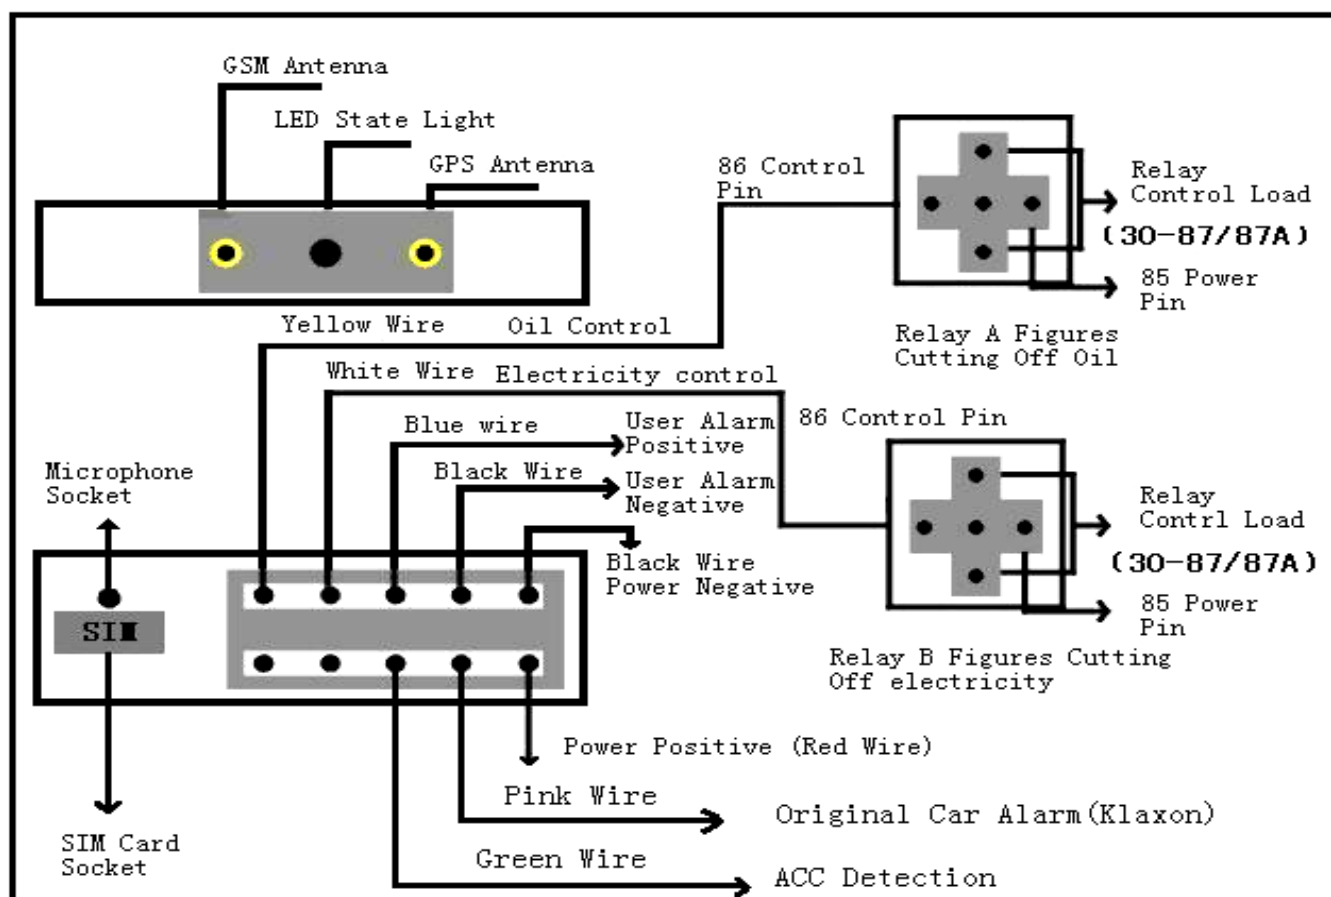 GSM Antenna
LED State Light
GPS Antenna
86 Control
Pin
Relay
Control Load
(30-87/87A)
85 Power
Pin
Yellow Wire
Oil Control
Relay A Figures
Cutting Off Oil
White Wire
Electricity control
86 Control Pin
Blue wire
User Alarm
Positive
Black Wire
User Alarm
Negative
Microphone
Socket
Relay
Contrl Load
(30-87/87A)
Black Wire
Power Negative
85 Power
Pin
SIM
Relay B Figures Cutting
Off electricity
Power Positive (Red Wire)
Pink Wire
Original Car Alarm(Klaxon)
SIM Card
Socket
Green Wire
ACC Detection